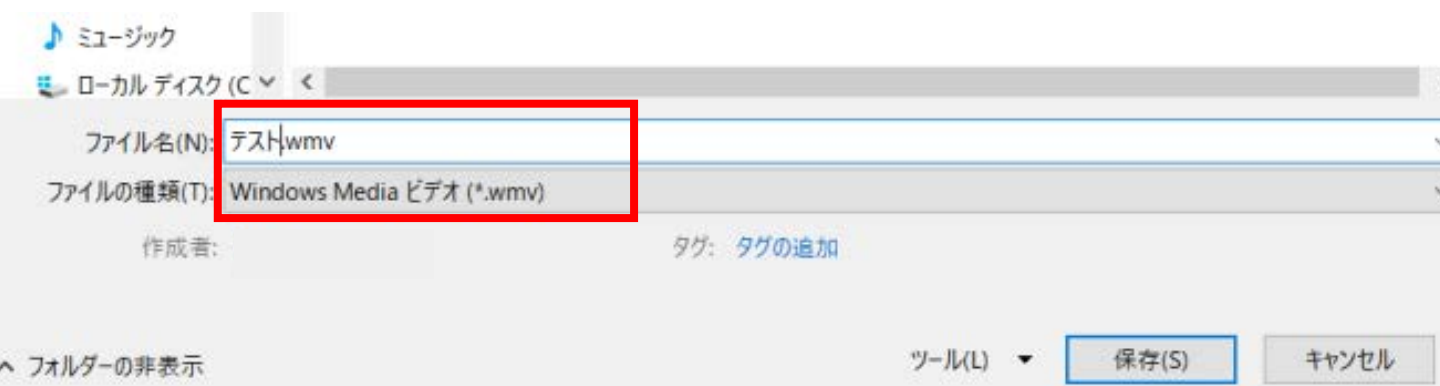 ミュージック
ローカル ディスク (C
ファイル名(N): テスト.wmv
ファイルの種類(T): Windows Media ビデオ (*.wmv)
作成者: タグ: タグの追加
フォルダーの非表示 ツール(L) 保存(S) キャンセル